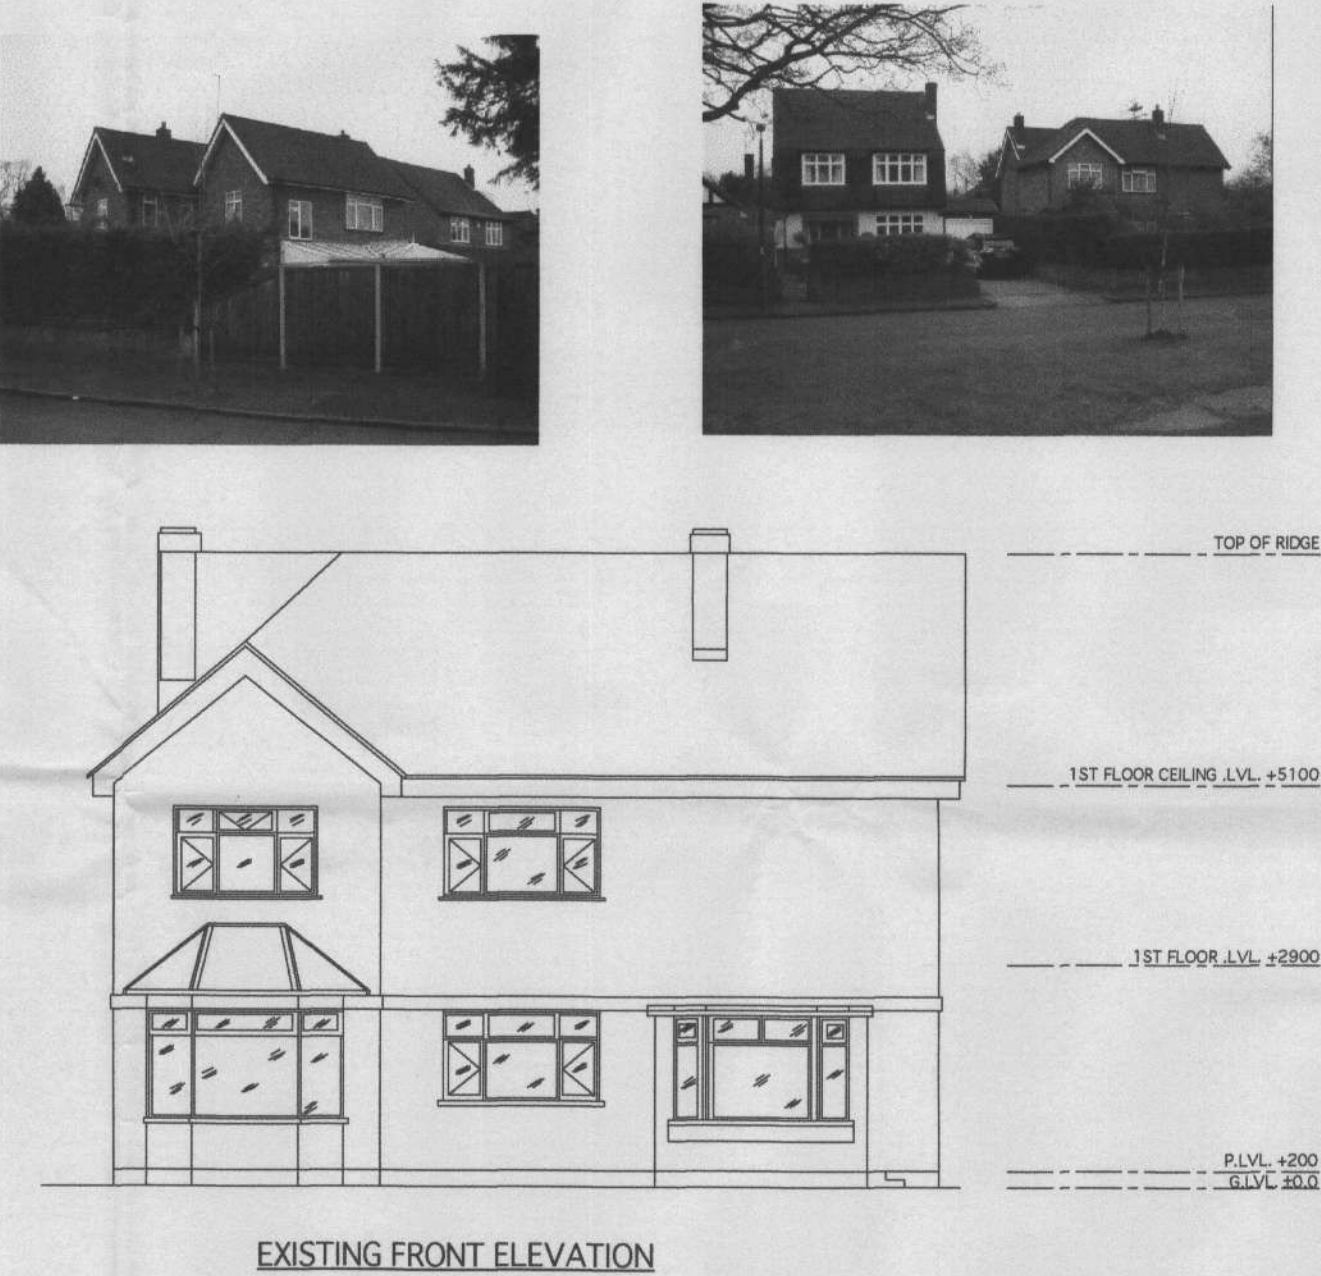 TOP OF RIDGE
1ST FLOOR CEILING .LVL. +5100
1ST FLOOR .LVL. +2900
P.LVL. +200
G.LVL. ±0.0
EXISTING FRONT ELEVATION